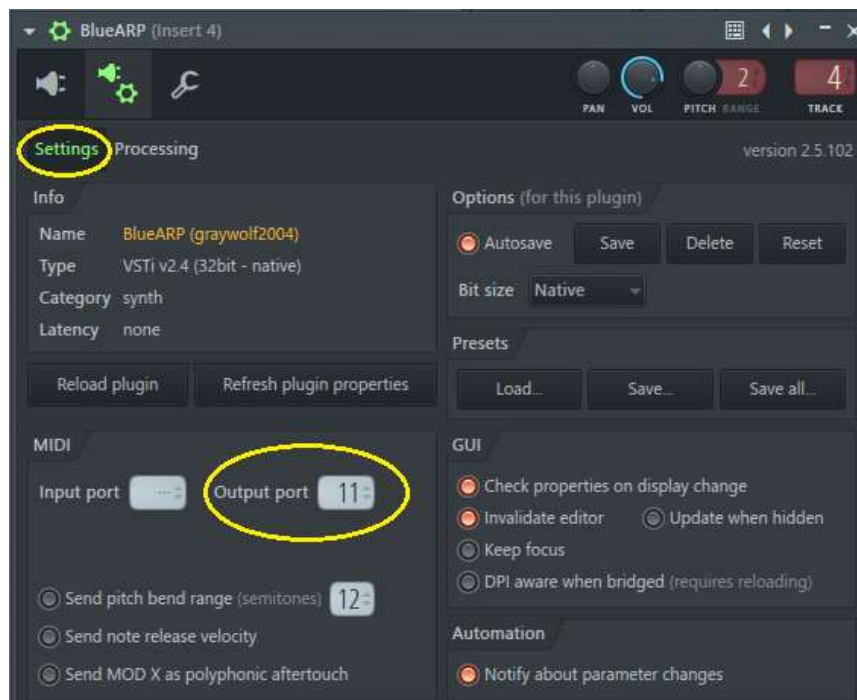 BlueARP (Insert 4)
2 4
PAN VOL PITCH RANGE TRACK
Settings Processing version 2.5.102
Info
Name BlueARP (graywolf2004)
Type VSTi v2.4 (32bit - native)
Category synth
Latency none
Reload plugin Refresh plugin properties
Options (for this plugin)
Autosave Save Delete Reset
Bit size Native
Presets
Load... Save... Save all...
MIDI
Input port ---- Output port 11
Send pitch bend range (semitones) 12
Send note release velocity
Send MOD X as polyphonic aftertouch
GUI
Check properties on display change
Invalidate editor Update when hidden
Keep focus
DPI aware when bridged (requires reloading)
Automation
Notify about parameter changes